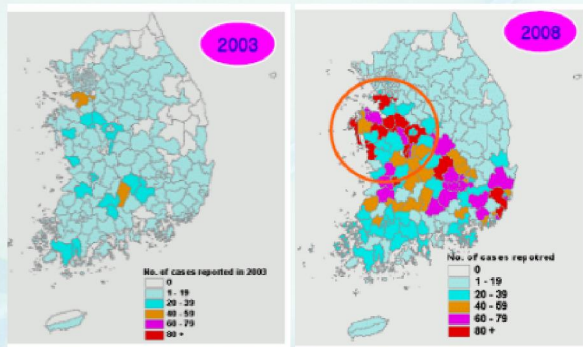 2003
No. of cases reported in 2003
0
1 - 19
20 - 39
40 - 59
60 - 79
80 +
2008
No. of cases repotred
0
1 - 19
20 - 39
40 - 59
60 - 79
80 +